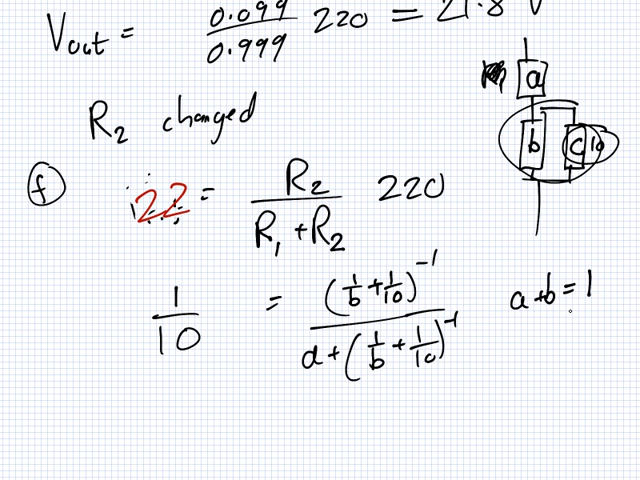 Vout = 0.099/0.999 220 = 21.8 V
a
b c 10
R₂ changed
(f) 22 = R₂/(R₁ + R₂) 220
1/10 = (1/b + 1/10)⁻¹/(a + (1/b + 1/10)⁻¹) a+b = 1